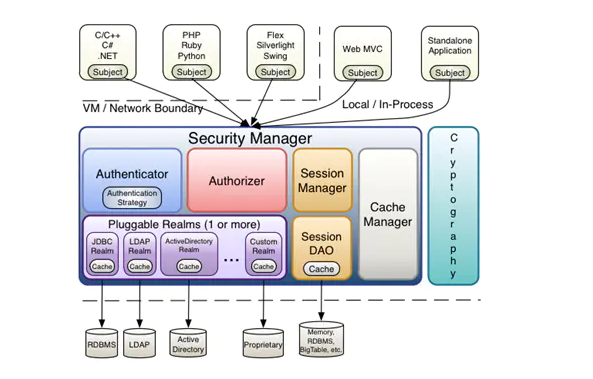 C/C++
C#
.NET
Subject
PHP
Ruby
Python
Subject
Flex
Silverlight
Swing
Subject
Web MVC
Subject
Standalone
Application
Subject
VM / Network Boundary
Local / In-Process
Security Manager
Authenticator
Authentication
Strategy
Authorizer
Session
Manager
Cache
Manager
Cryptography
Pluggable Realms (1 or more)
JDBC
Realm
Cache
LDAP
Realm
Cache
ActiveDirectory
Realm
Cache
...
Custom
Realm
Cache
Session
DAO
Cache
RDBMS
LDAP
Active
Directory
Proprietary
Memory,
RDBMS,
BigTable, etc.